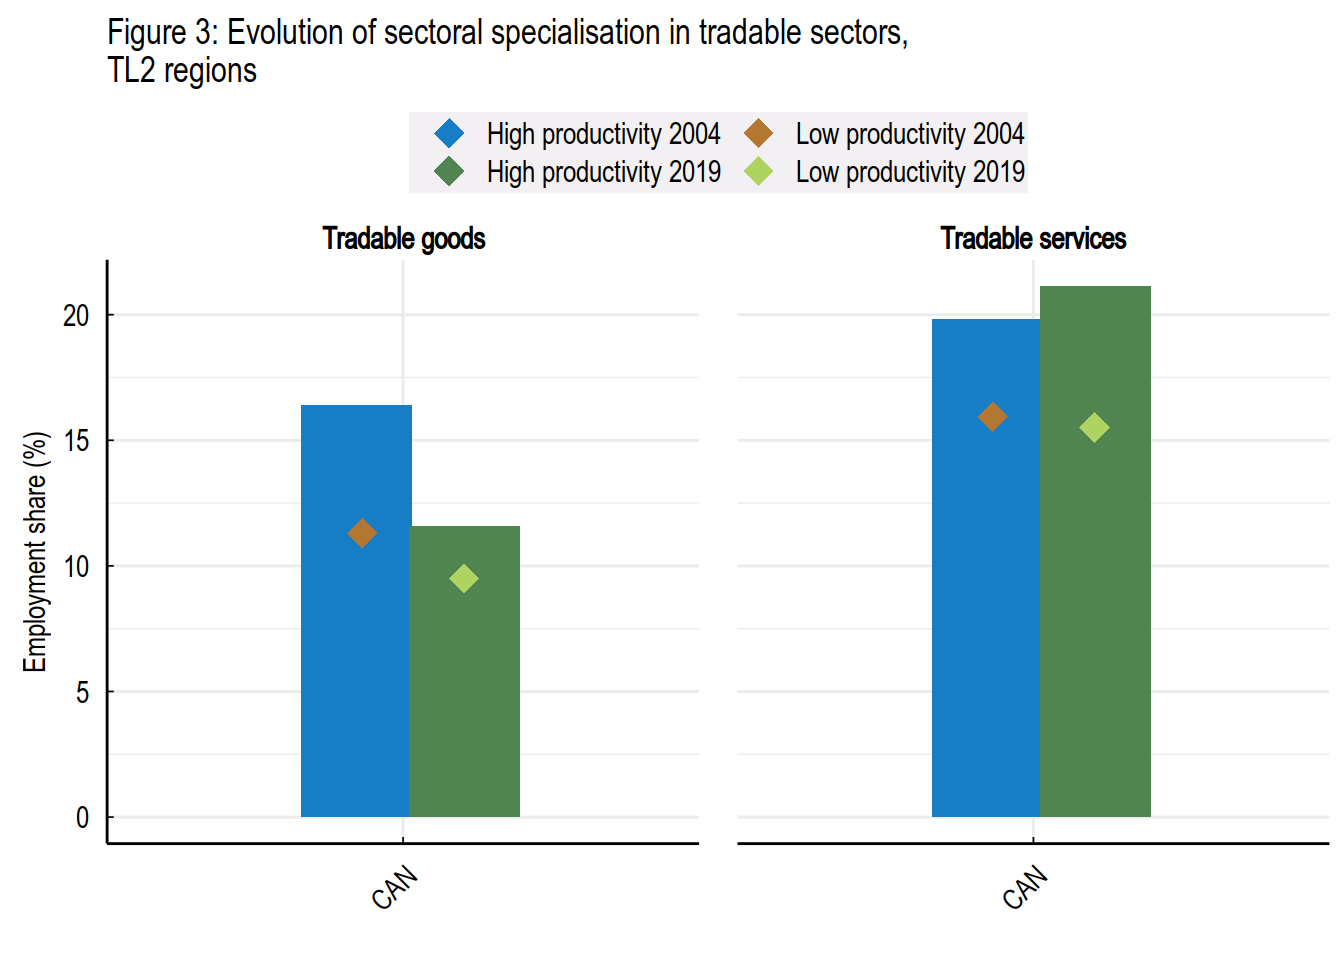 Figure 3: Evolution of sectoral specialisation in tradable sectors,
TL2 regions
High productivity 2004
Low productivity 2004
High productivity 2019
Low productivity 2019
Tradable goods
Tradable services
Employment share (%)
20
15
10
5
0
CAN
CAN